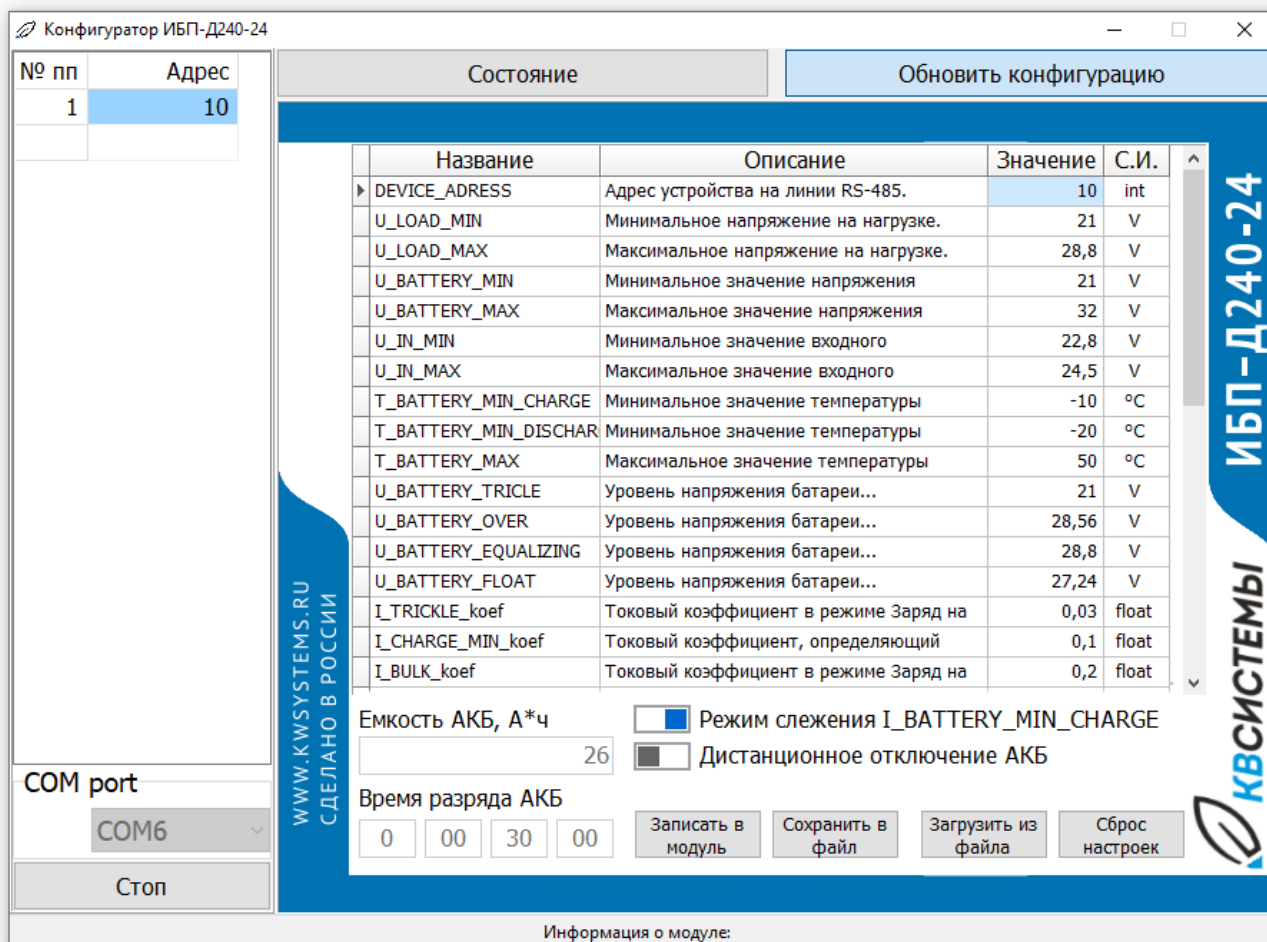 Конфигуратор ИБП-Д240-24
№ пп Адрес
1 10
Состояние
Обновить конфигурацию
Название Описание Значение С.И.
DEVICE_ADRESS Адрес устройства на линии RS-485. 10 int
U_LOAD_MIN Минимальное напряжение на нагрузке. 21 V
U_LOAD_MAX Максимальное напряжение на нагрузке. 28,8 V
U_BATTERY_MIN Минимальное значение напряжения 21 V
U_BATTERY_MAX Максимальное значение напряжения 32 V
U_IN_MIN Минимальное значение входного 22,8 V
U_IN_MAX Максимальное значение входного 24,5 V
T_BATTERY_MIN_CHARGE Минимальное значение температуры -10 °C
T_BATTERY_MIN_DISCHAR Минимальное значение температуры -20 °C
T_BATTERY_MAX Максимальное значение температуры 50 °C
U_BATTERY_TRICLE Уровень напряжения батареи... 21 V
U_BATTERY_OVER Уровень напряжения батареи... 28,56 V
U_BATTERY_EQUALIZING Уровень напряжения батареи... 28,8 V
U_BATTERY_FLOAT Уровень напряжения батареи... 27,24 V
I_TRICKLE_koef Токовый коэффициент в режиме Заряд на 0,03 float
I_CHARGE_MIN_koef Токовый коэффициент, определяющий 0,1 float
I_BULK_koef Токовый коэффициент в режиме Заряд на 0,2 float
Емкость АКБ, А*ч
26
Режим слежения I_BATTERY_MIN_CHARGE
Дистанционное отключение АКБ
Время разряда АКБ
0 00 30 00
Записать в
модуль
Сохранить в
файл
Загрузить из
файла
Сброс
настроек
COM port
COM6
Стоп
WWW.KWSYSTEMS.RU
СДЕЛАНО В РОССИИ
ИБП-Д240-24
КВСИСТЕМЫ
Информация о модуле: